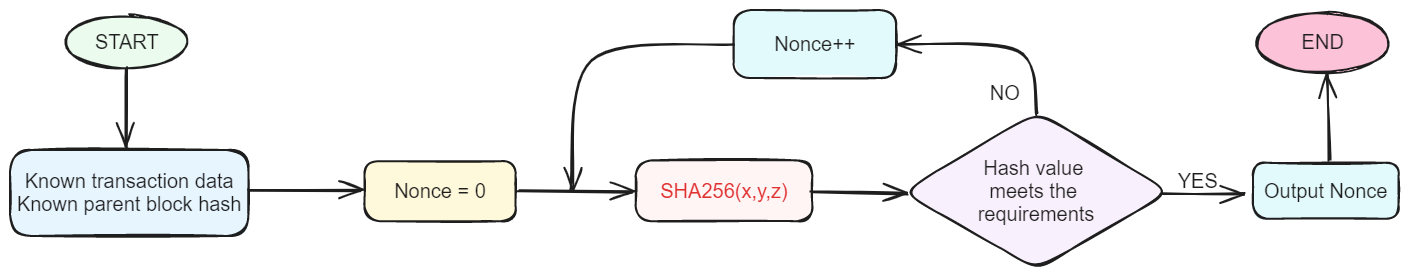 START
Known transaction data
Known parent block hash
Nonce = 0
SHA256(x,y,z)
Hash value
meets the
requirements
NO
Nonce++
YES
Output Nonce
END